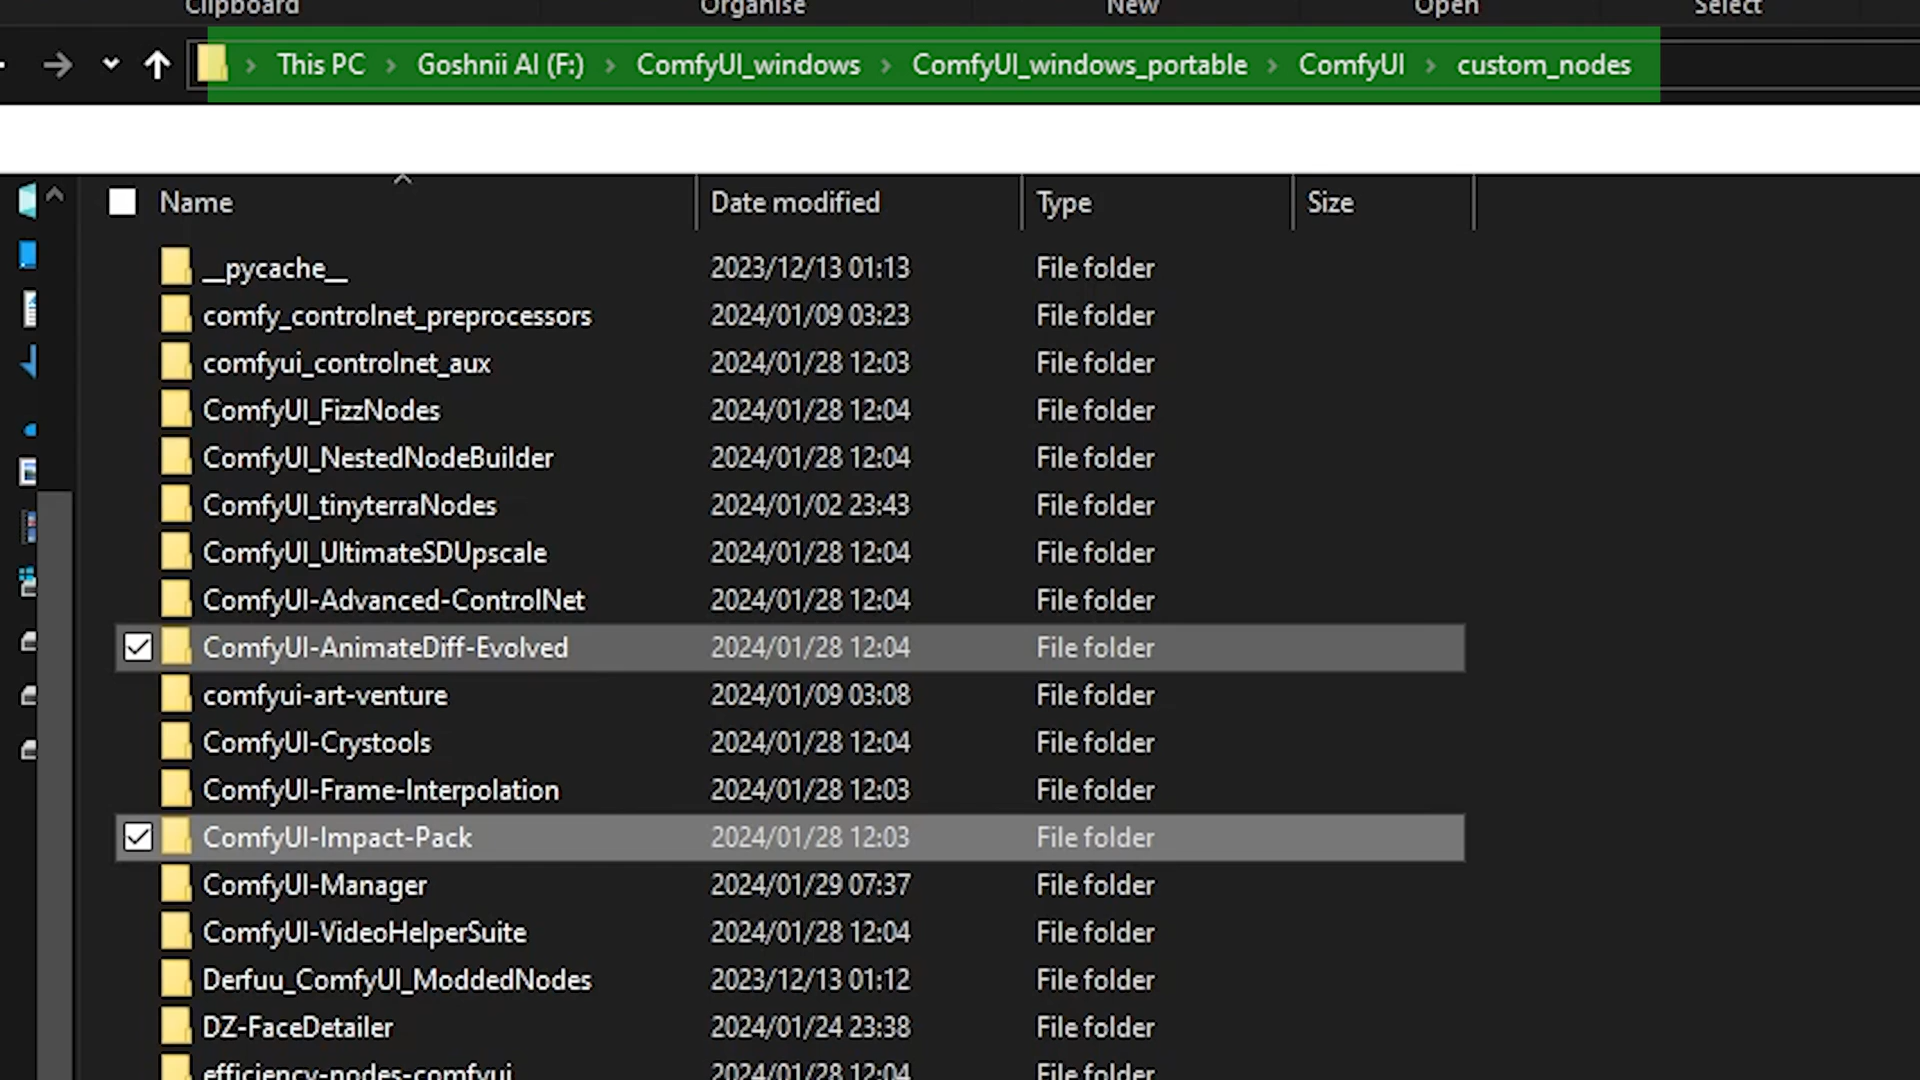 Clipboard Organise New Open Select
This PC > Goshnii AI (F:) > ComfyUI_windows > ComfyUI_windows_portable > ComfyUI > custom_nodes
Name Date modified Type Size
__pycache__ 2023/12/13 01:13 File folder
comfy_controlnet_preprocessors 2024/01/09 03:23 File folder
comfyui_controlnet_aux 2024/01/28 12:03 File folder
ComfyUI_FizzNodes 2024/01/28 12:04 File folder
ComfyUI_NestedNodeBuilder 2024/01/28 12:04 File folder
ComfyUI_tinyterraNodes 2024/01/02 23:43 File folder
ComfyUI_UltimateSDUpscale 2024/01/28 12:04 File folder
ComfyUI-Advanced-ControlNet 2024/01/28 12:04 File folder
ComfyUI-AnimateDiff-Evolved 2024/01/28 12:04 File folder
comfyui-art-venture 2024/01/09 03:08 File folder
ComfyUI-Crystools 2024/01/28 12:04 File folder
ComfyUI-Frame-Interpolation 2024/01/28 12:03 File folder
ComfyUI-Impact-Pack 2024/01/28 12:03 File folder
ComfyUI-Manager 2024/01/29 07:37 File folder
ComfyUI-VideoHelperSuite 2024/01/28 12:04 File folder
Derfuu_ComfyUI_ModdedNodes 2023/12/13 01:12 File folder
DZ-FaceDetailer 2024/01/24 23:38 File folder
efficiency-nodes-comfyui 2024/01/28 12:04 File folder